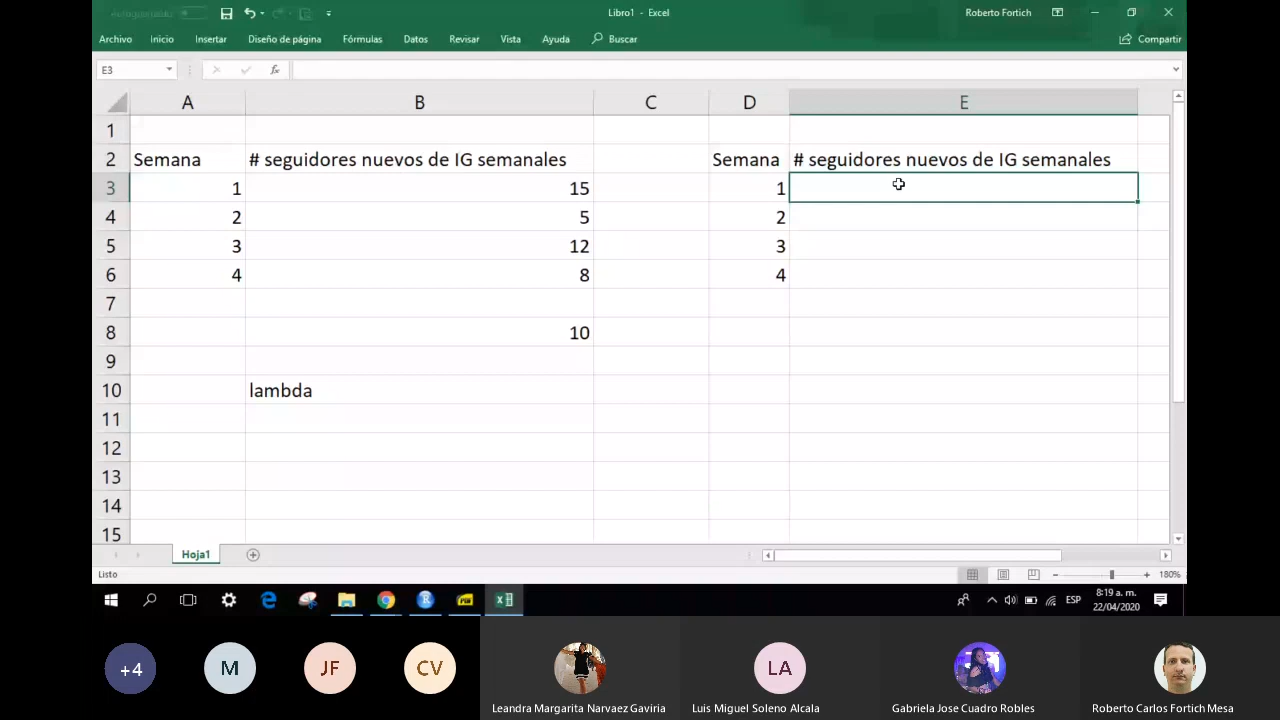 Libro1 - Excel
Roberto Fortich
Archivo Inicio Insertar Diseño de página Fórmulas Datos Revisar Vista Ayuda Buscar Compartir
E3 fx
A B C D E
1
2 Semana # seguidores nuevos de IG semanales Semana # seguidores nuevos de IG semanales
3 1 15 1
4 2 5 2
5 3 12 3
6 4 8 4
7
8 10
9
10 lambda
11
12
13
14
15
Hoja1
Listo 180%
ESP 8:19 a. m.
22/04/2020
+4 M JF CV LA
Leandra Margarita Narvaez Gaviria Luis Miguel Soleno Alcala Gabriela Jose Cuadro Robles Roberto Carlos Fortich Mesa